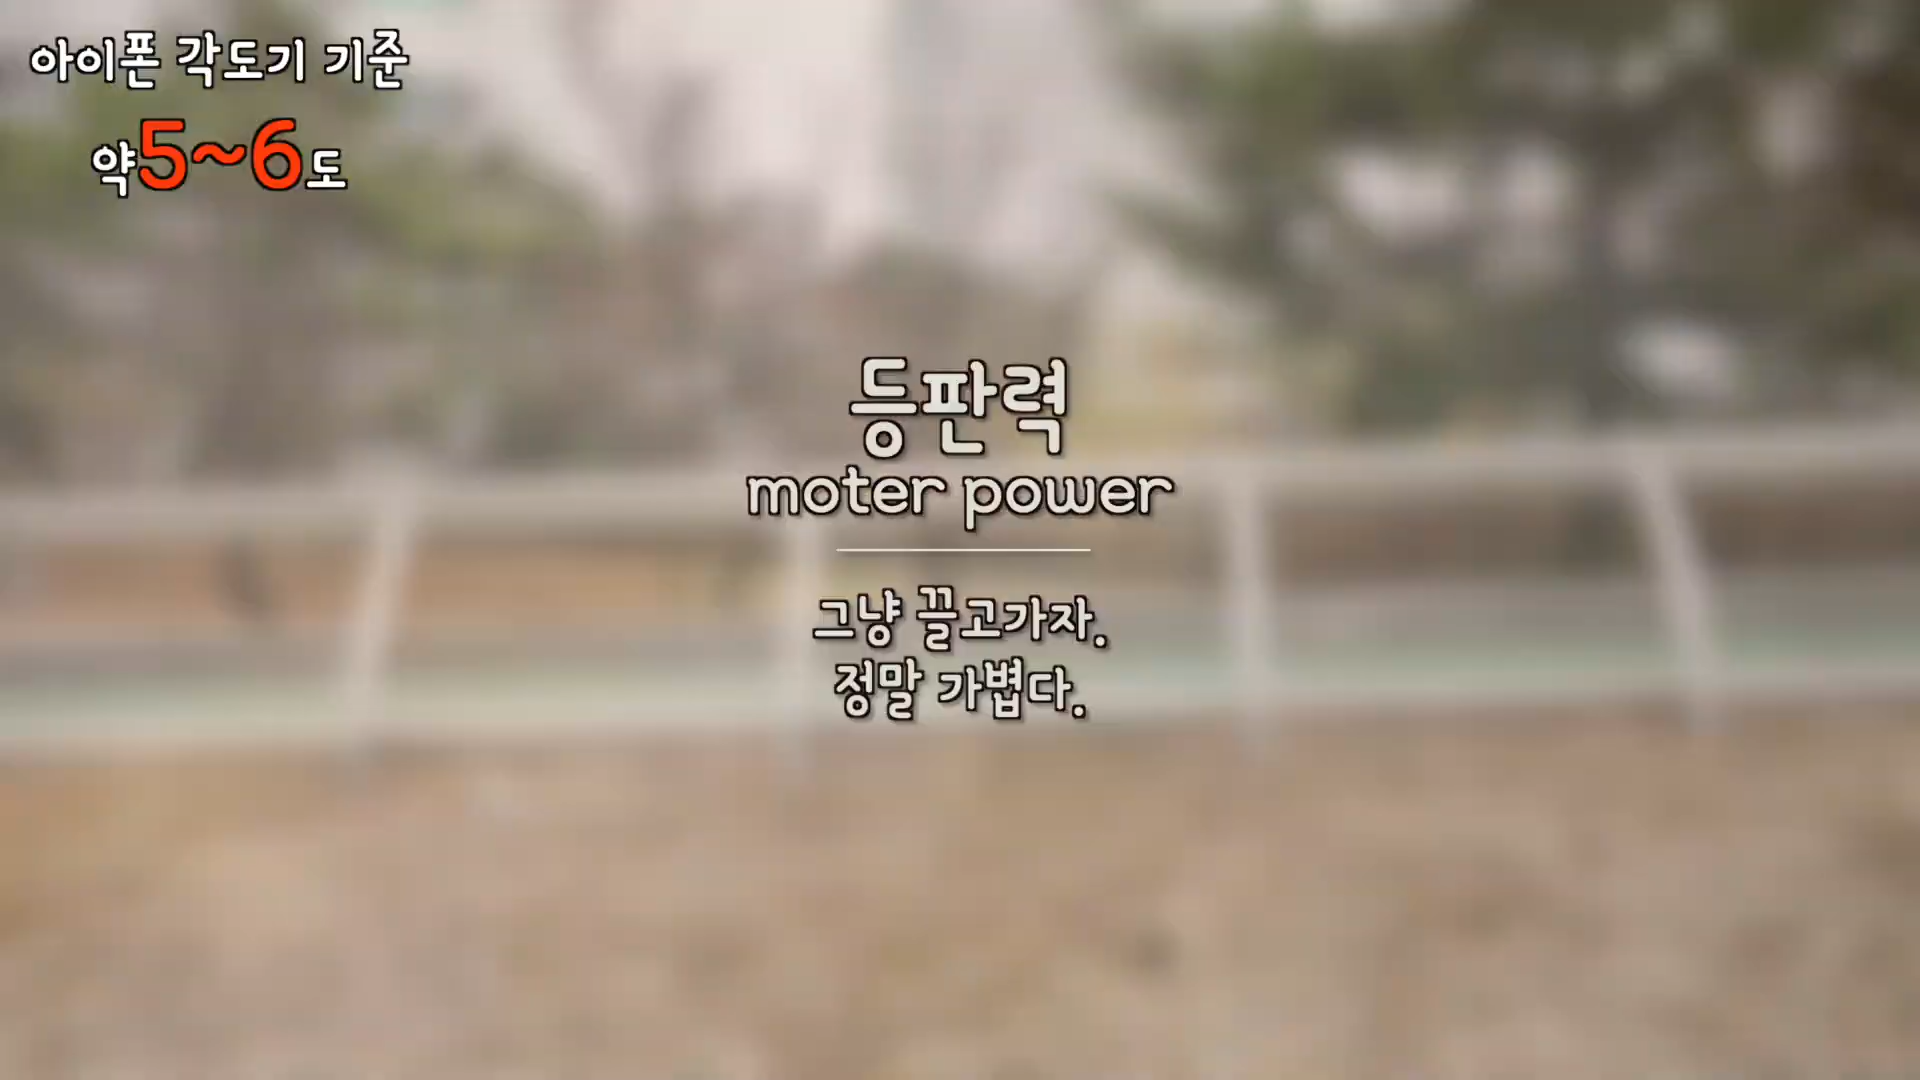 아이폰 각도기 기준
약5~6도
등판력
moter power
그냥 끌고가자.
정말 가볍다.